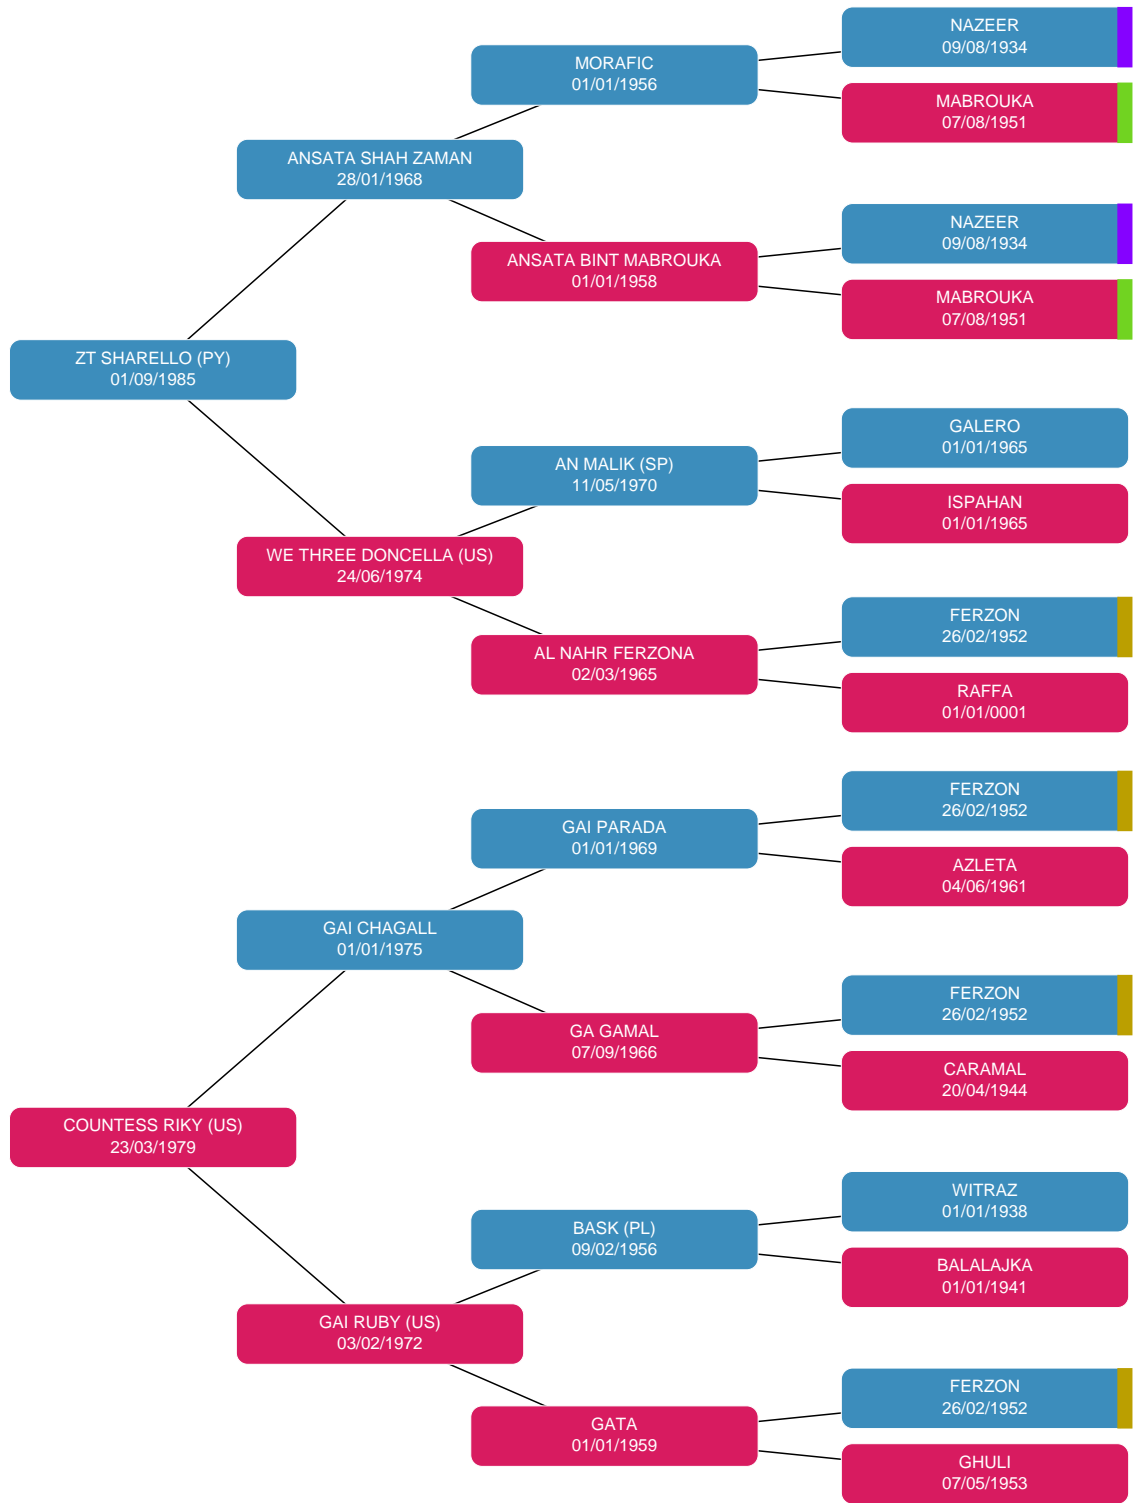 NAZEER
09/08/1934
MORAFIC
01/01/1956
MABROUKA
07/08/1951
ANSATA SHAH ZAMAN
28/01/1968
NAZEER
09/08/1934
ANSATA BINT MABROUKA
01/01/1958
MABROUKA
07/08/1951
ZT SHARELLO (PY)
01/09/1985
GALERO
01/01/1965
AN MALIK (SP)
11/05/1970
ISPAHAN
01/01/1965
WE THREE DONCELLA (US)
24/06/1974
FERZON
26/02/1952
AL NAHR FERZONA
02/03/1965
RAFFA
01/01/0001
FERZON
26/02/1952
GAI PARADA
01/01/1969
AZLETA
04/06/1961
GAI CHAGALL
01/01/1975
FERZON
26/02/1952
GA GAMAL
07/09/1966
CARAMAL
20/04/1944
COUNTESS RIKY (US)
23/03/1979
WITRAZ
01/01/1938
BASK (PL)
09/02/1956
BALALAJKA
01/01/1941
GAI RUBY (US)
03/02/1972
FERZON
26/02/1952
GATA
01/01/1959
GHULI
07/05/1953